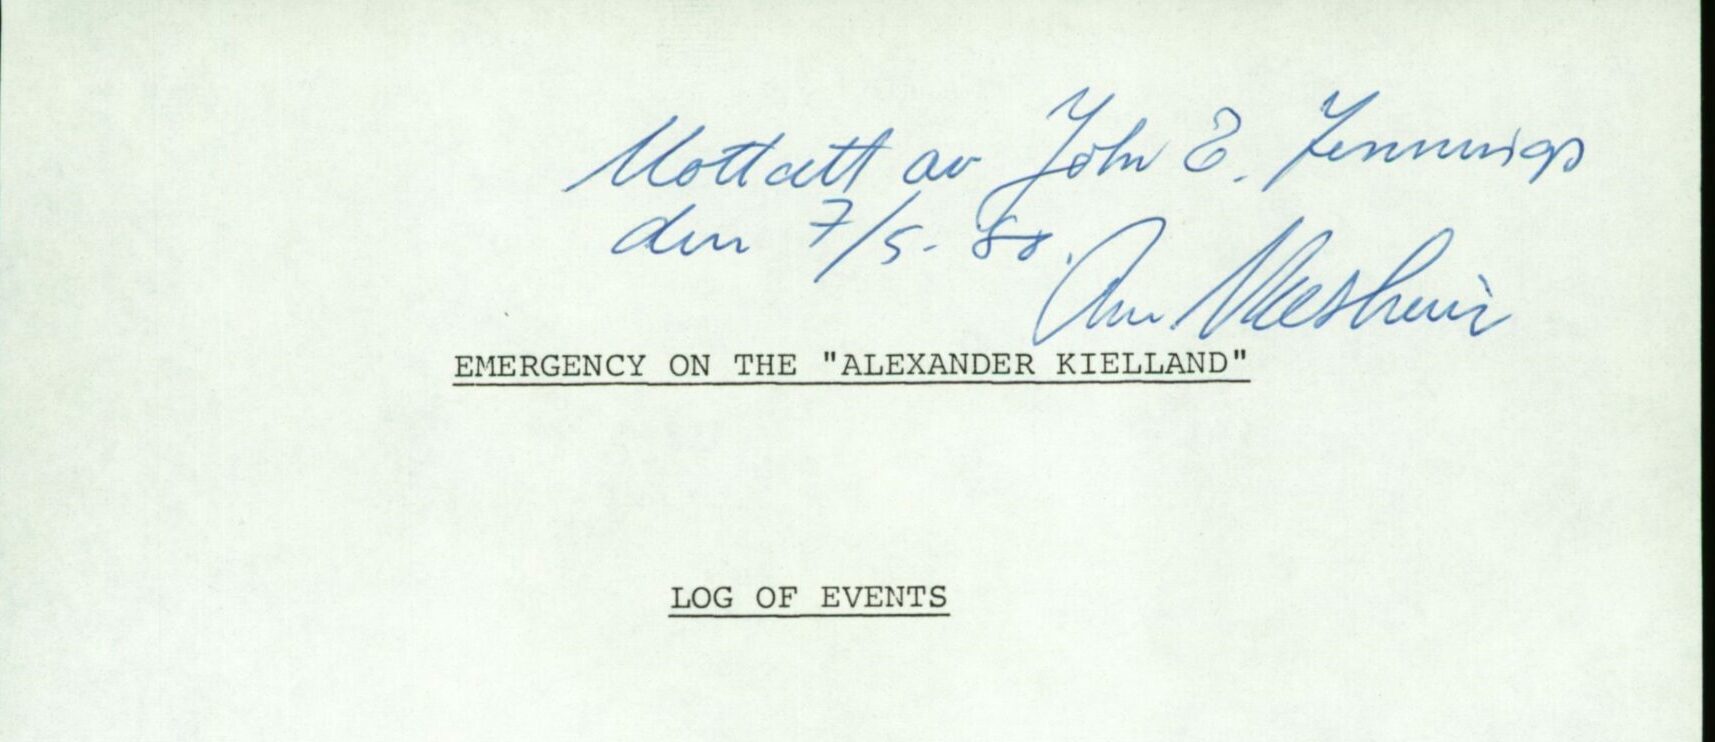 Mottatt av John E. Jennings
den 7/5-80.
EMERGENCY ON THE "ALEXANDER KIELLAND"
LOG OF EVENTS